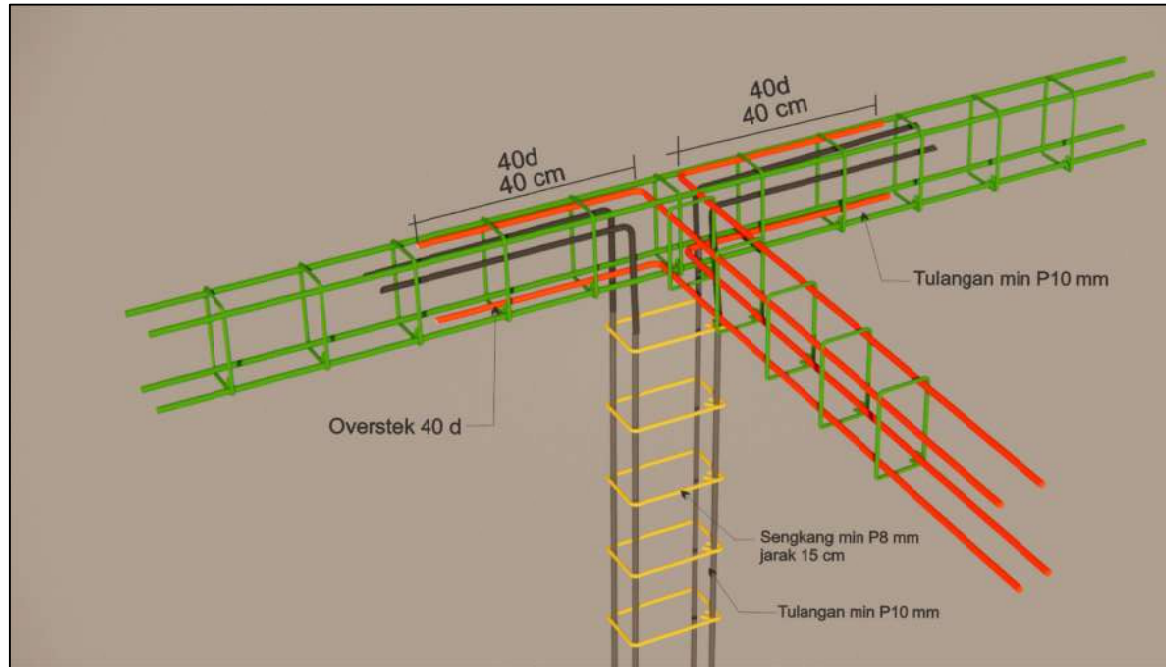 40d
40 cm
40d
40 cm
Tulangan min P10 mm
Overstek 40 d
Sengkang min P8 mm
jarak 15 cm
Tulangan min P10 mm